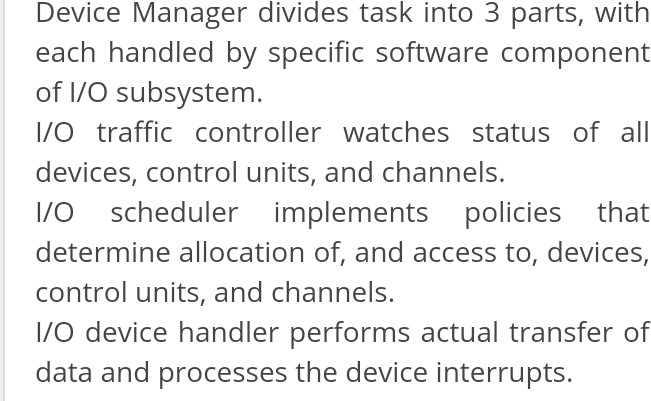 Device Manager divides task into 3 parts, with
each handled by specific software component
of I/O subsystem.
I/O traffic controller watches status of all
devices, control units, and channels.
I/O scheduler implements policies that
determine allocation of, and access to, devices,
control units, and channels.
I/O device handler performs actual transfer of
data and processes the device interrupts.